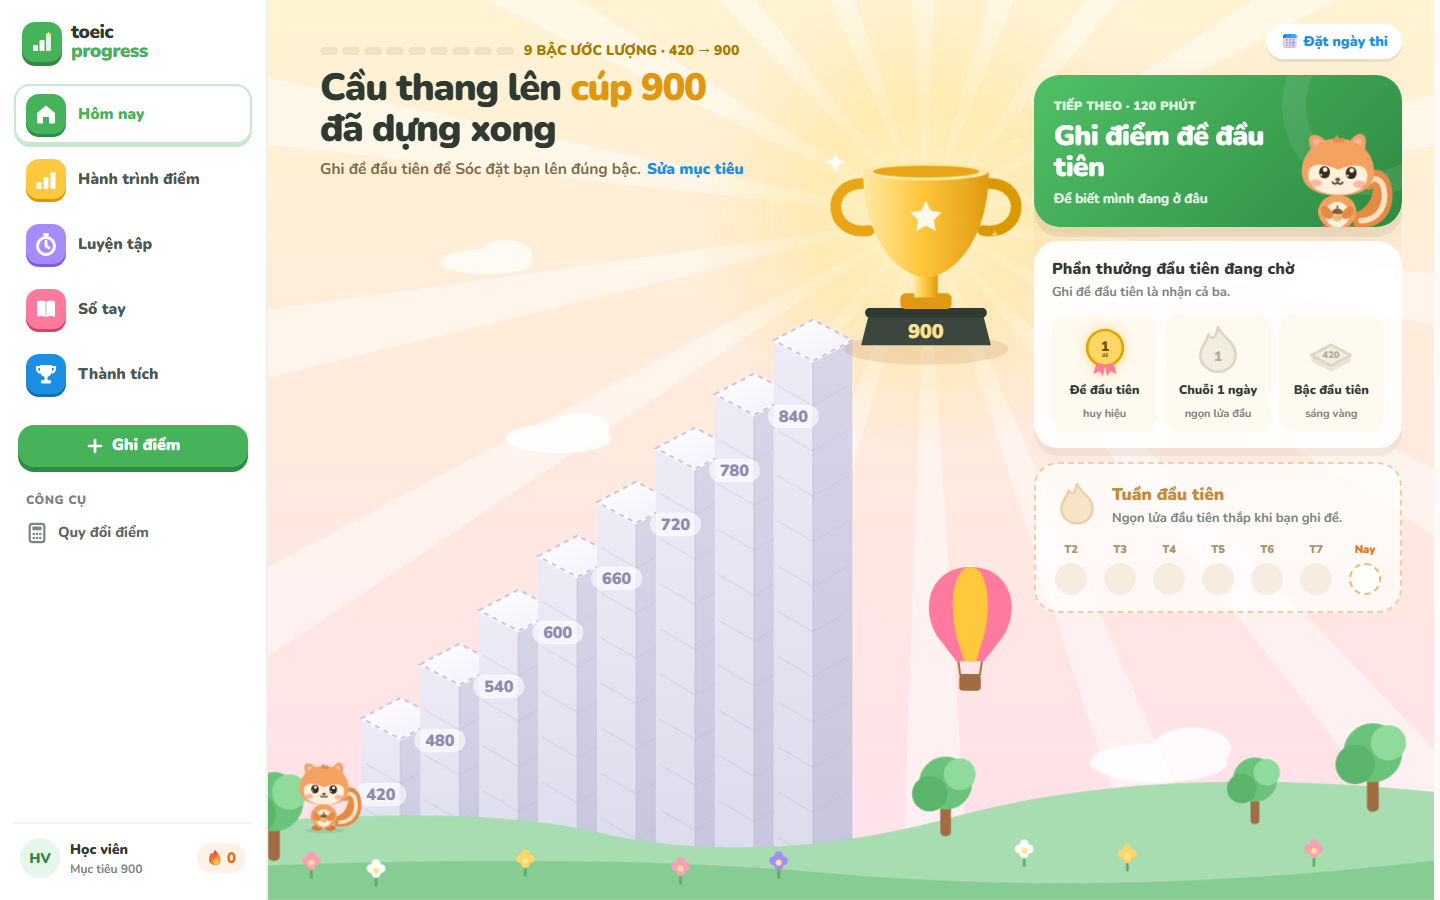 toeic
progress
Hôm nay
Hành trình điểm
Luyện tập
Sổ tay
Thành tích
+ Ghi điểm
CÔNG CỤ
Quy đổi điểm
HV
Học viên
Mục tiêu 900
0
9 BẬC ƯỚC LƯỢNG · 420 → 900
Cầu thang lên cúp 900
đã dựng xong
Ghi đề đầu tiên để Sóc đặt bạn lên đúng bậc. Sửa mục tiêu
900
840
780
720
660
600
540
480
420
Đặt ngày thi
TIẾP THEO · 120 PHÚT
Ghi điểm đề đầu
tiên
Để biết mình đang ở đâu
Phần thưởng đầu tiên đang chờ
Ghi đề đầu tiên là nhận cả ba.
1
đề
Đề đầu tiên
huy hiệu
1
Chuỗi 1 ngày
ngọn lửa đầu
420
Bậc đầu tiên
sáng vàng
Tuần đầu tiên
Ngọn lửa đầu tiên thắp khi bạn ghi đề.
T2 T3 T4 T5 T6 T7 Nay